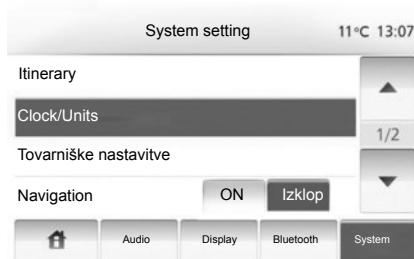 System setting 11°C 13:07
Itinerary
Clock/Units
1/2
Tovarniške nastavitve
Navigation ON Izklop
Audio Display Bluetooth System